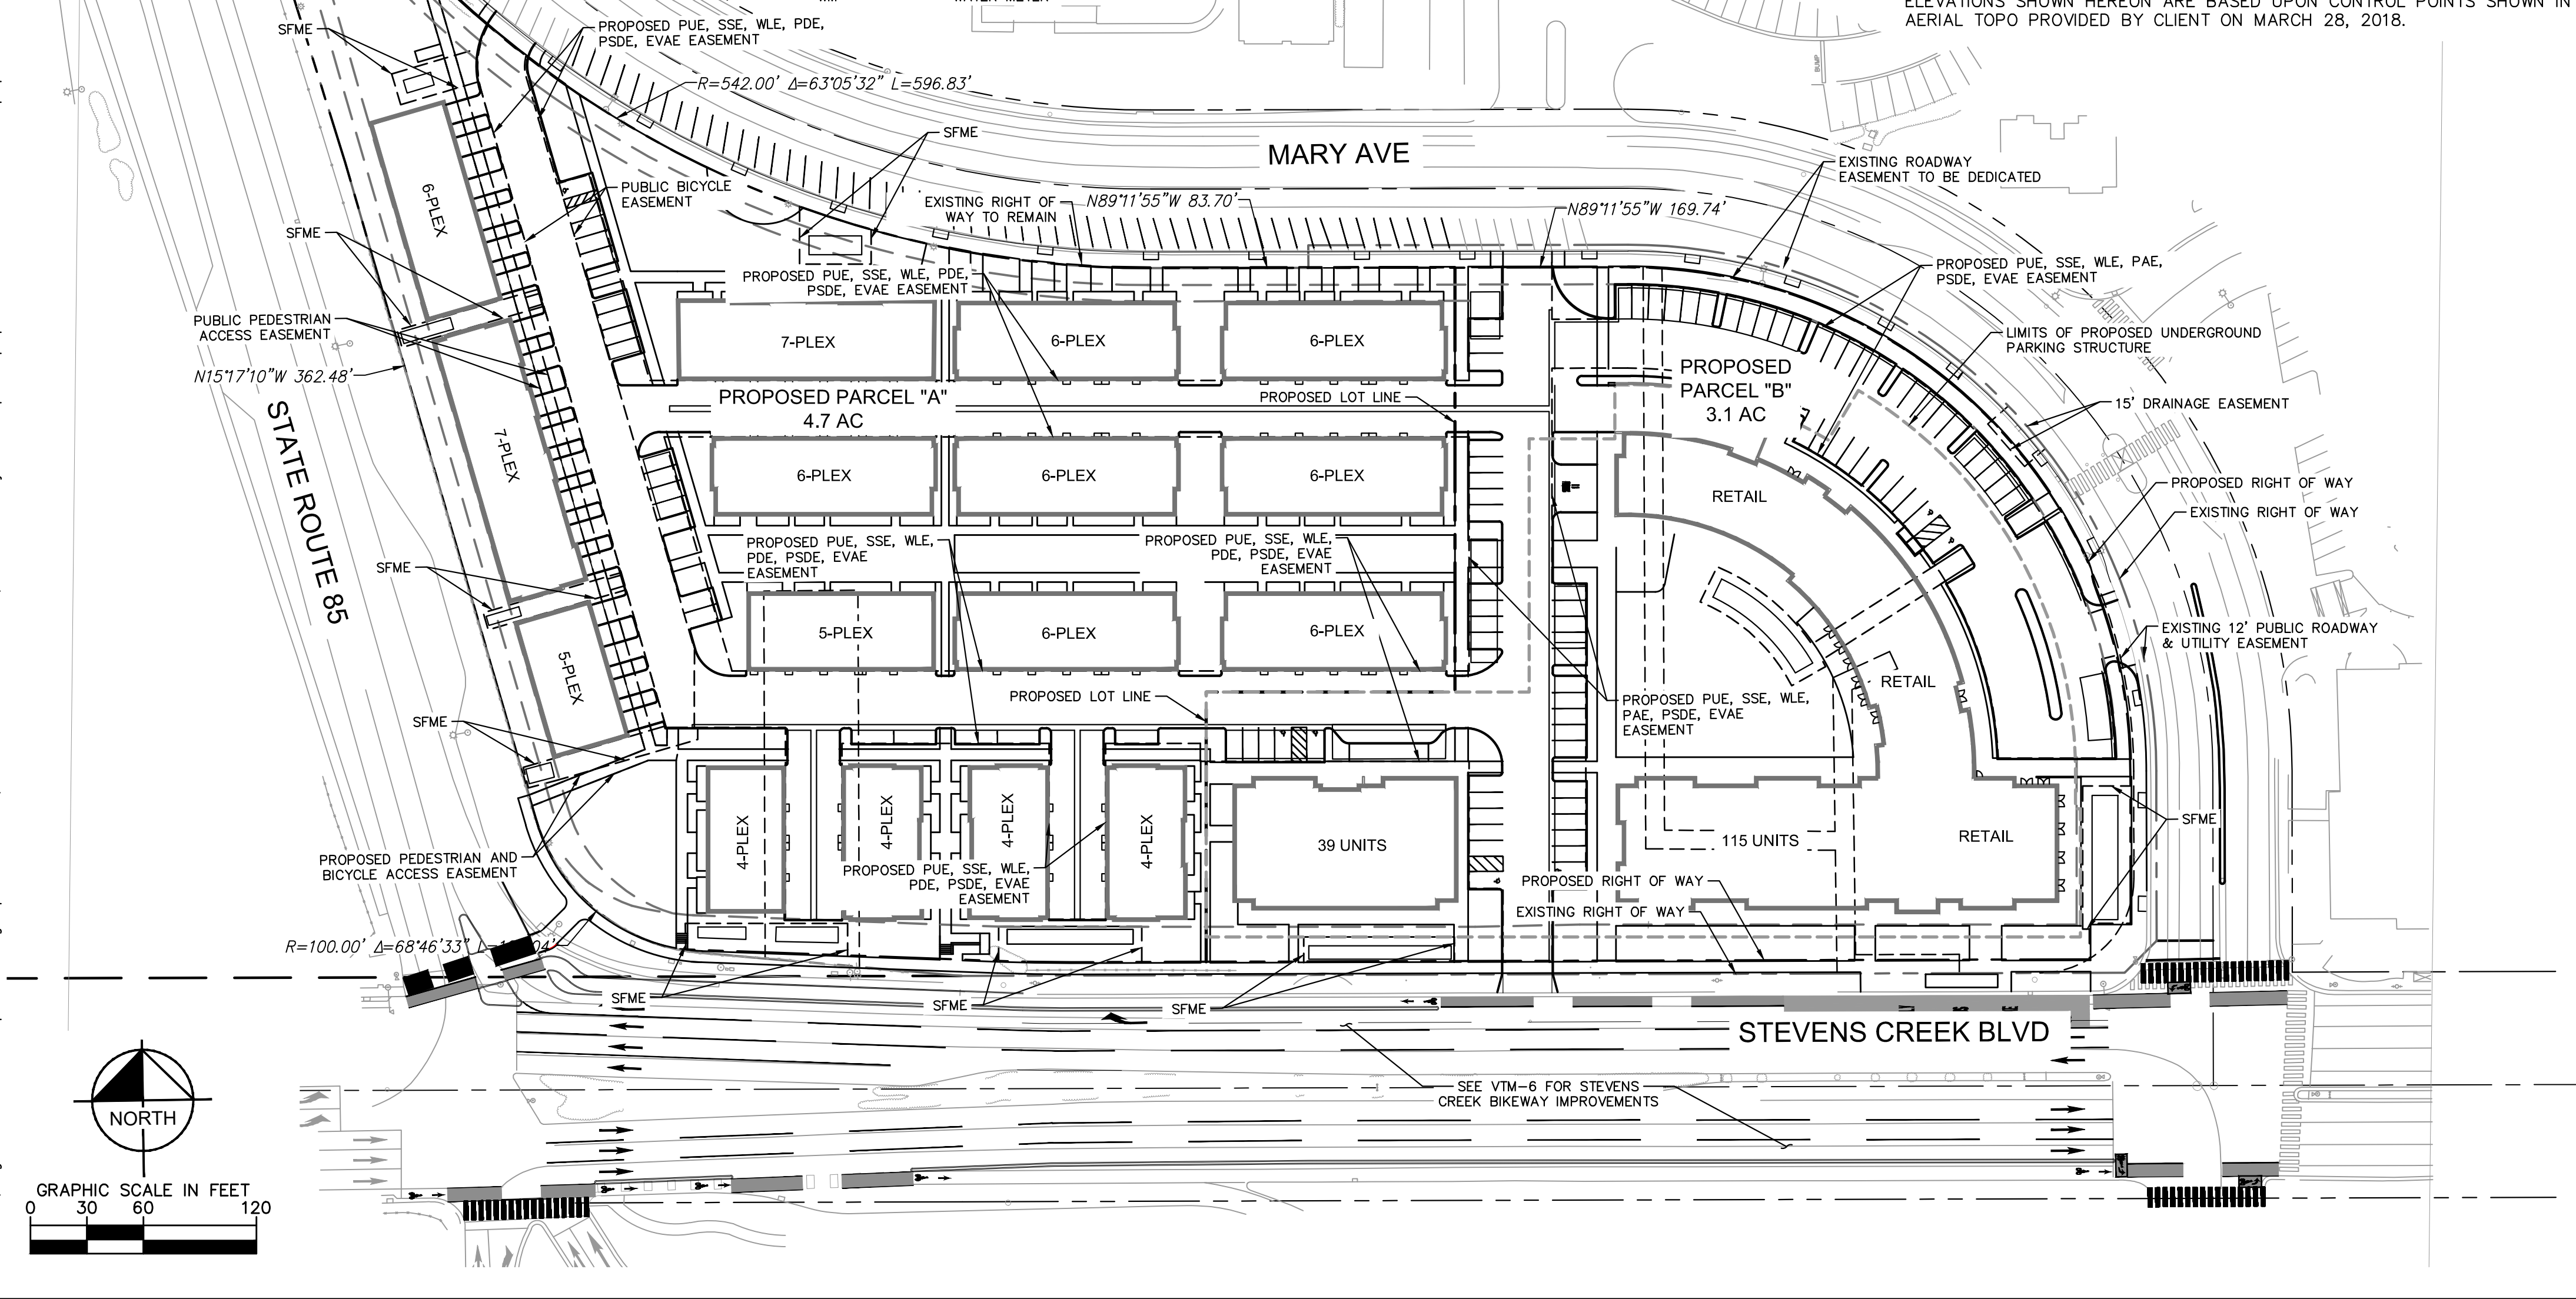 ELEVATIONS SHOWN HEREON ARE BASED UPON CONTROL POINTS SHOWN IN
AERIAL TOPO PROVIDED BY CLIENT ON MARCH 28, 2018.
WATER METER
SFME
PROPOSED PUE, SSE, WLE, PDE,
PSDE, EVAE EASEMENT
R=542.00' Δ=63°05'32" L=596.83'
SFME
MARY AVE
BUMP
EXISTING ROADWAY
EASEMENT TO BE DEDICATED
6-PLEX
PUBLIC BICYCLE
EASEMENT
EXISTING RIGHT OF
WAY TO REMAIN
N89°11'55"W 83.70'
N89°11'55"W 169.74'
SFME
PROPOSED PUE, SSE, WLE, PDE,
PSDE, EVAE EASEMENT
PROPOSED PUE, SSE, WLE, PAE,
PSDE, EVAE EASEMENT
PUBLIC PEDESTRIAN
ACCESS EASEMENT
7-PLEX
6-PLEX
6-PLEX
LIMITS OF PROPOSED UNDERGROUND
PARKING STRUCTURE
N15°17'10"W 362.48'
PROPOSED PARCEL "A"
4.7 AC
PROPOSED LOT LINE
PROPOSED
PARCEL "B"
3.1 AC
15' DRAINAGE EASEMENT
STATE ROUTE 85
7-PLEX
6-PLEX
6-PLEX
6-PLEX
RETAIL
PROPOSED RIGHT OF WAY
EXISTING RIGHT OF WAY
PROPOSED PUE, SSE, WLE,
PDE, PSDE, EVAE
EASEMENT
PROPOSED PUE, SSE, WLE,
PDE, PSDE, EVAE
EASEMENT
SFME
5-PLEX
5-PLEX
6-PLEX
6-PLEX
EXISTING 12' PUBLIC ROADWAY
& UTILITY EASEMENT
RETAIL
PROPOSED LOT LINE
PROPOSED PUE, SSE, WLE,
PAE, PSDE, EVAE
EASEMENT
SFME
4-PLEX
4-PLEX
4-PLEX
4-PLEX
39 UNITS
115 UNITS
RETAIL
SFME
PROPOSED PEDESTRIAN AND
BICYCLE ACCESS EASEMENT
PROPOSED PUE, SSE, WLE,
PDE, PSDE, EVAE
EASEMENT
PROPOSED RIGHT OF WAY
EXISTING RIGHT OF WAY
R=100.00' Δ=68°46'33"
SFME
SFME
SFME
STEVENS CREEK BLVD
SEE VTM-6 FOR STEVENS
CREEK BIKEWAY IMPROVEMENTS
NORTH
GRAPHIC SCALE IN FEET
0 30 60 120